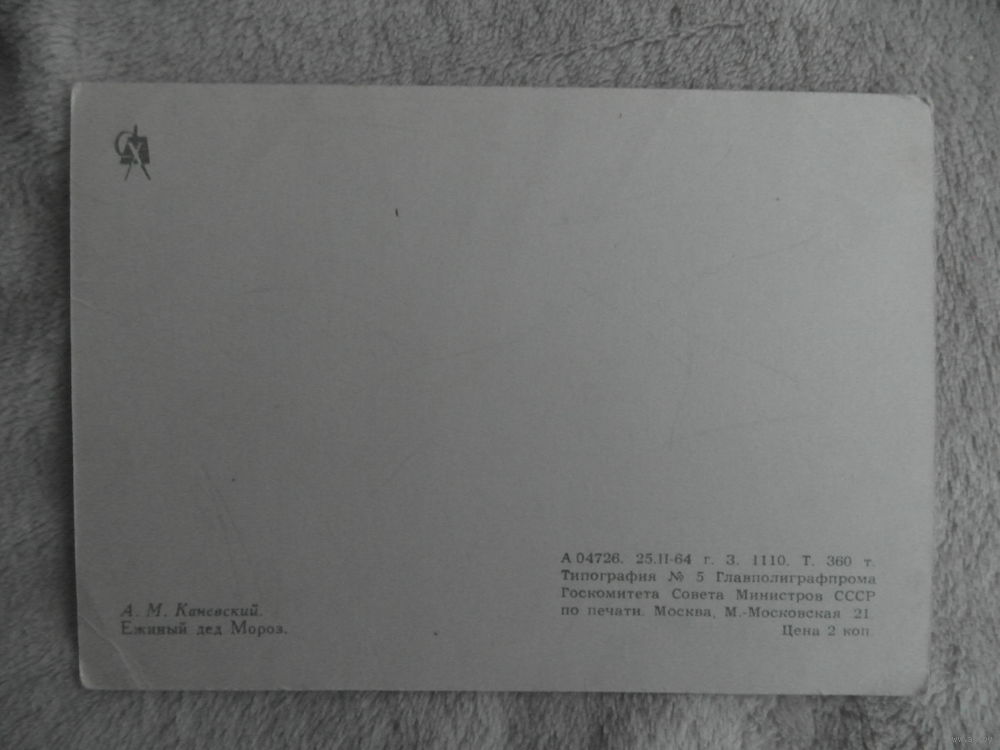 А. М. Каневский.
Ежиный дед Мороз.
А 04726. 25.II-64 г. З. 1110. Т. 360 т.
Типография № 5 Главполиграфпрома
Госкомитета Совета Министров СССР
по печати. Москва, М.-Московская 21.
Цена 2 коп.